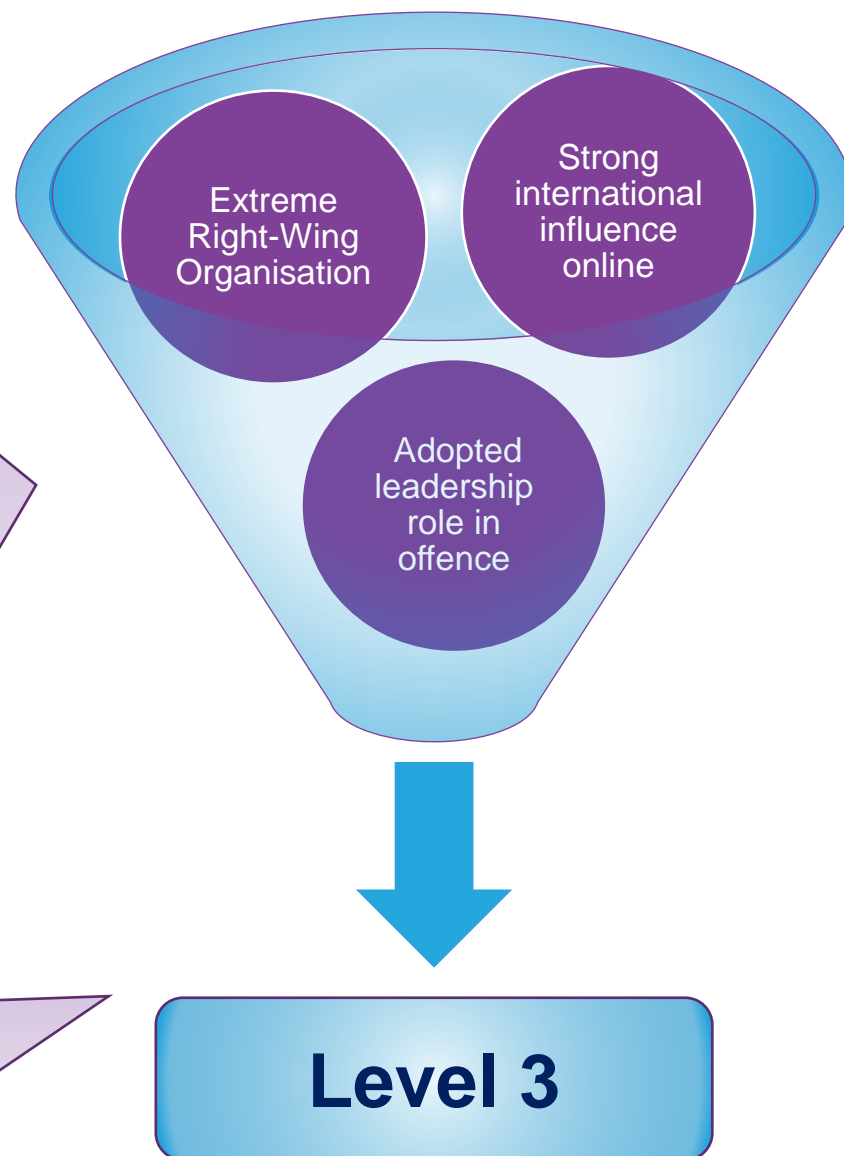 Extreme
Right-Wing
Organisation
Strong
international
influence
online
Adopted
leadership
role in
offence
Level 3